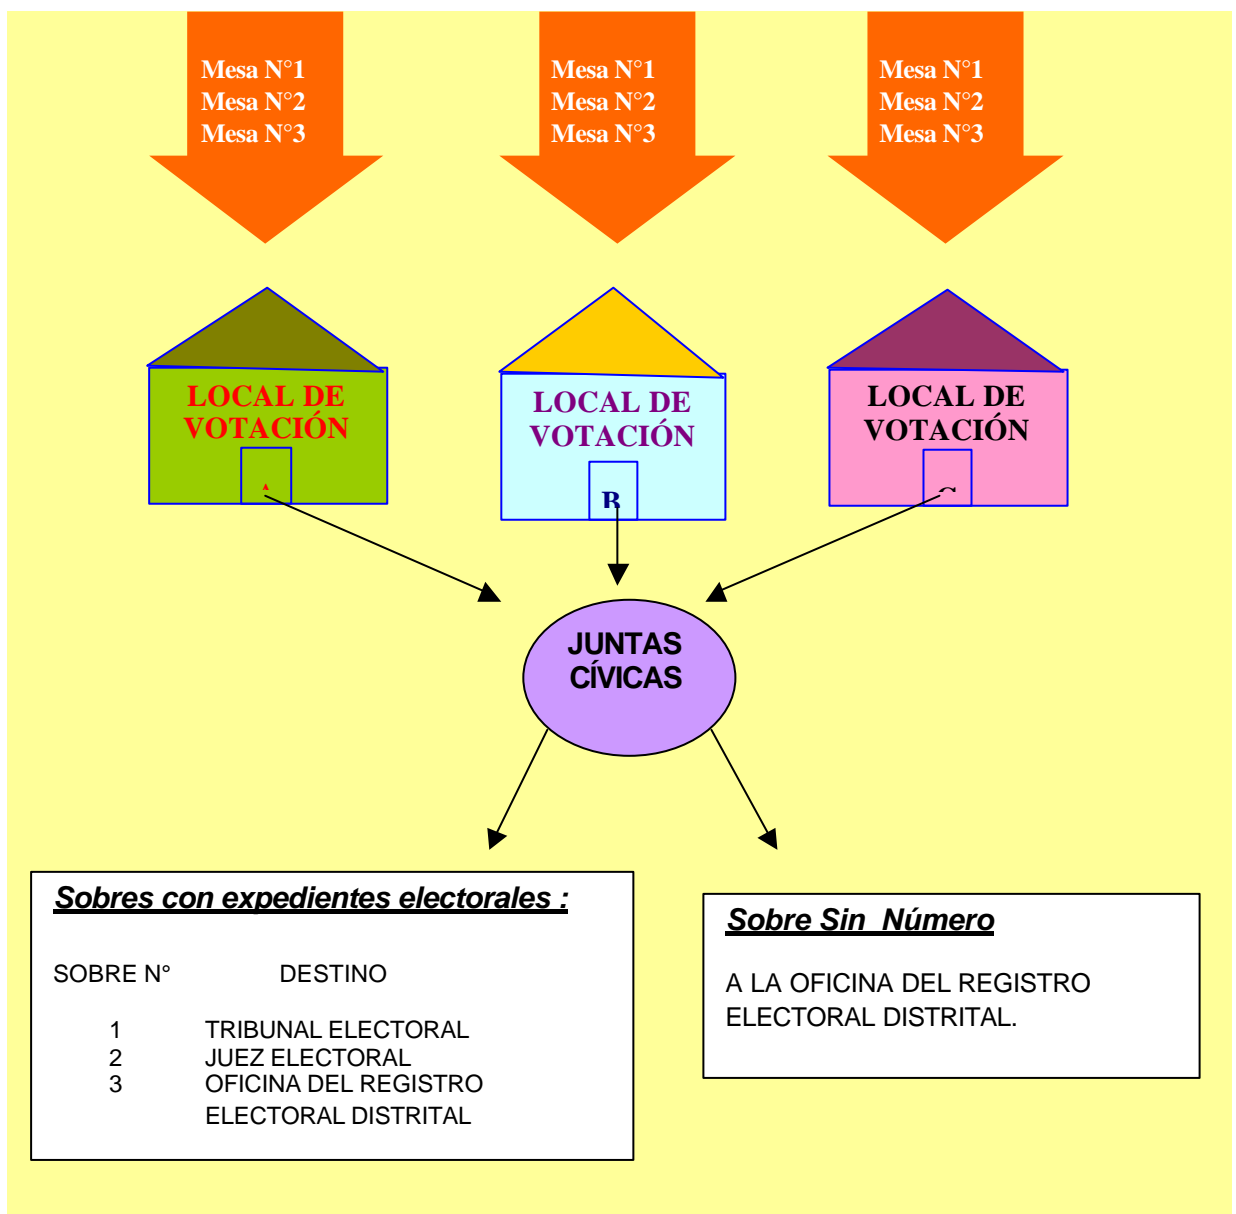 Mesa N°1
Mesa N°2
Mesa N°3
Mesa N°1
Mesa N°2
Mesa N°3
Mesa N°1
Mesa N°2
Mesa N°3
LOCAL DE
VOTACIÓN
A
LOCAL DE
VOTACIÓN
B
LOCAL DE
VOTACIÓN
C
JUNTAS
CÍVICAS
Sobres con expedientes electorales :
SOBRE N° DESTINO
1 TRIBUNAL ELECTORAL
2 JUEZ ELECTORAL
3 OFICINA DEL REGISTRO
ELECTORAL DISTRITAL
Sobre Sin Número
A LA OFICINA DEL REGISTRO
ELECTORAL DISTRITAL.